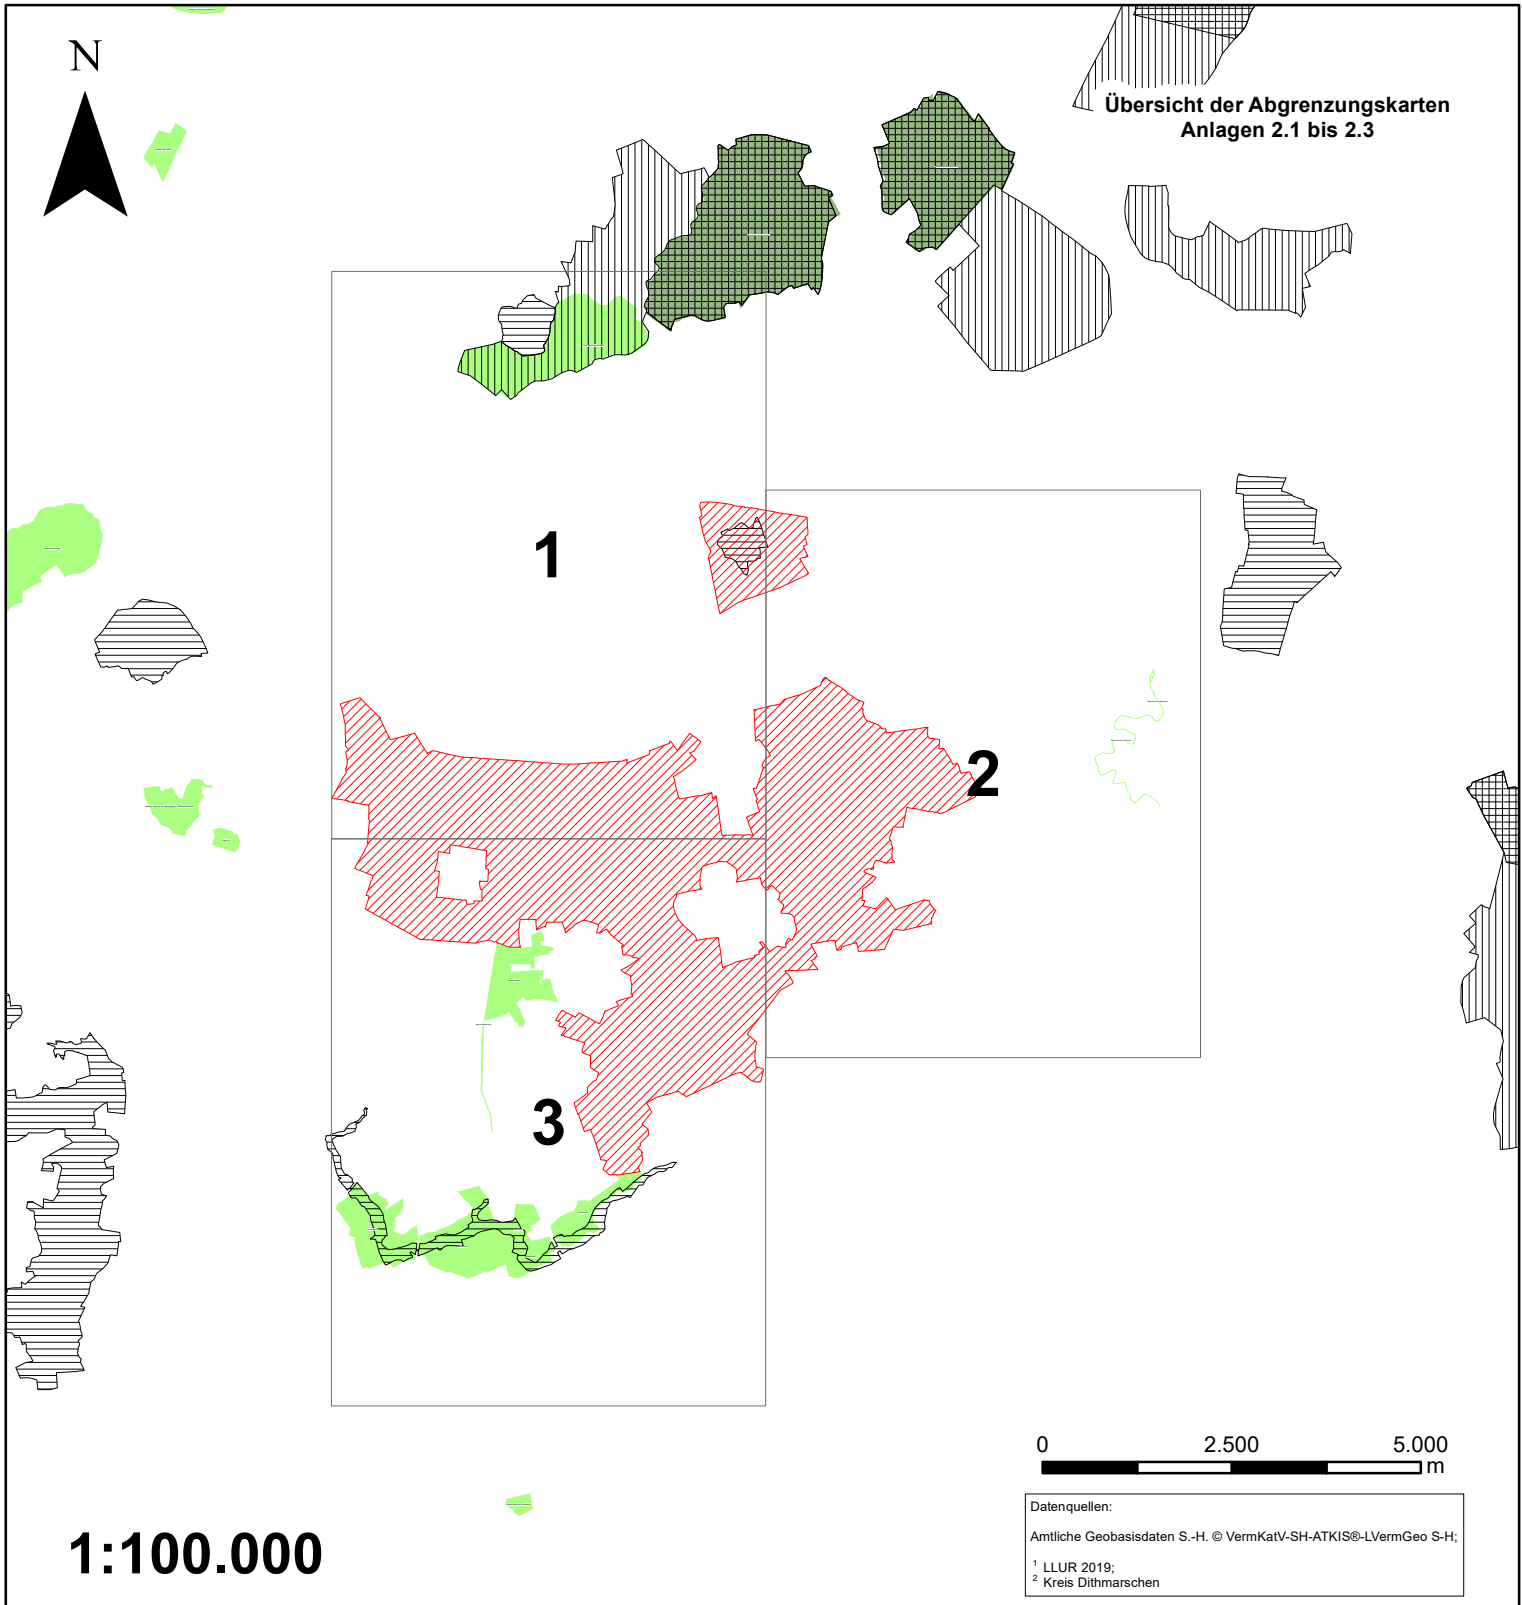 N
Übersicht der Abgrenzungskarten
Anlagen 2.1 bis 2.3
1
2
3
0 2.500 5.000
m
Datenquellen:
Amtliche Geobasisdaten S.-H. © VermKatV-SH-ATKIS®-LVermGeo S-H;
1 LLUR 2019;
2 Kreis Dithmarschen
1:100.000